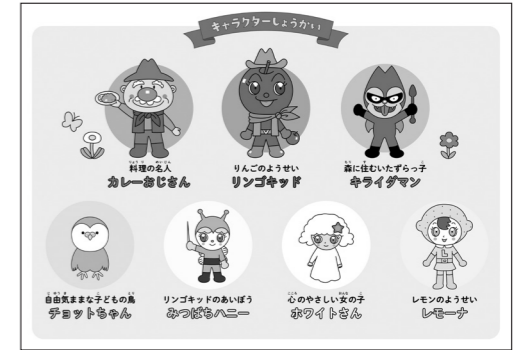 キャラクターしょうかい
料理の名人
カレーおじさん
りんごのようせい
リンゴキッド
森に住むいたずらっ子
キライグマン
自由気ままな子どもの鳥
チョットちゃん
リンゴキッドのあいぼう
みつばちハニー
心のやさしい女の子
ホワイトさん
レモンのようせい
レモーナ
L